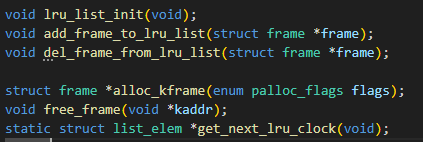 void lru_list_init(void);
void add_frame_to_lru_list(struct frame *frame);
void del_frame_from_lru_list(struct frame *frame);
struct frame *alloc_kframe(enum palloc_flags flags);
void free_frame(void *kaddr);
static struct list_elem *get_next_lru_clock(void);